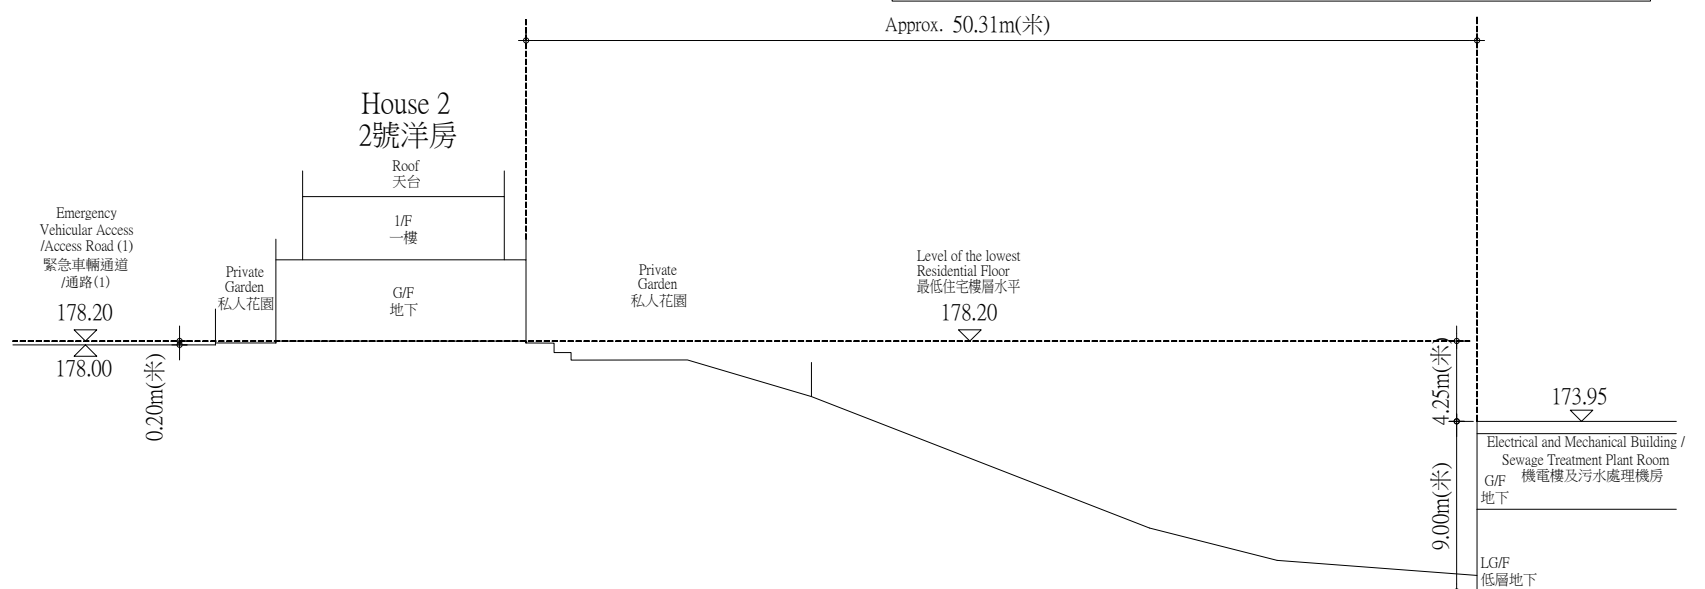 Approx. 50.31m(米)
House 2
2號洋房
Roof
天台
1/F
一樓
G/F
地下
Emergency
Vehicular Access
/Access Road (1)
緊急車輛通道
/通路(1)
178.20
178.00
0.20m(米)
Private
Garden
私人花園
Private
Garden
私人花園
Level of the lowest
Residential Floor
最低住宅樓層水平
178.20
4.25m(米)
9.00m(米)
173.95
Electrical and Mechanical Building /
Sewage Treatment Plant Room
機電樓及污水處理機房
G/F
地下
LG/F
低層地下